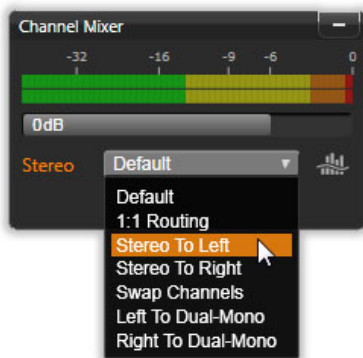 Channel Mixer
-32 -16 -9 -6 0
0dB
Stereo Default
Default
1:1 Routing
Stereo To Left
Stereo To Right
Swap Channels
Left To Dual-Mono
Right To Dual-Mono